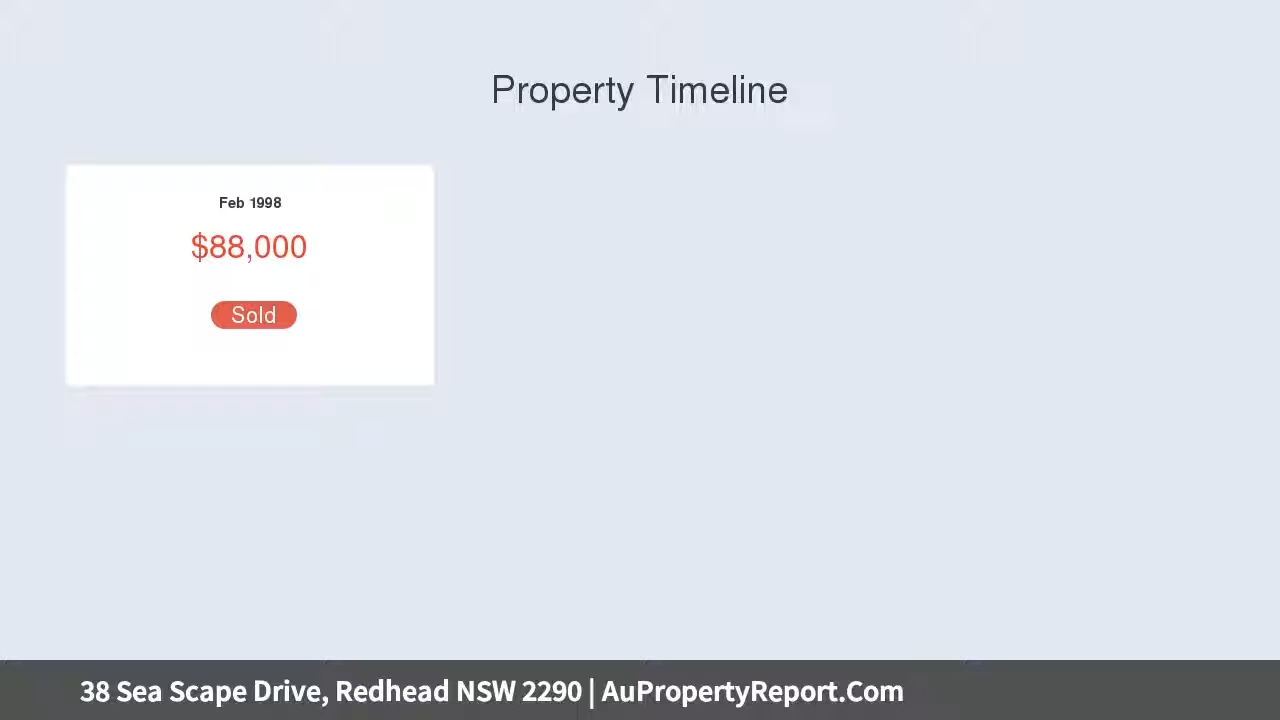 Property Timeline
Feb 1998
$88,000
Sold
38 Sea Scape Drive, Redhead NSW 2290 | AuPropertyReport.Com